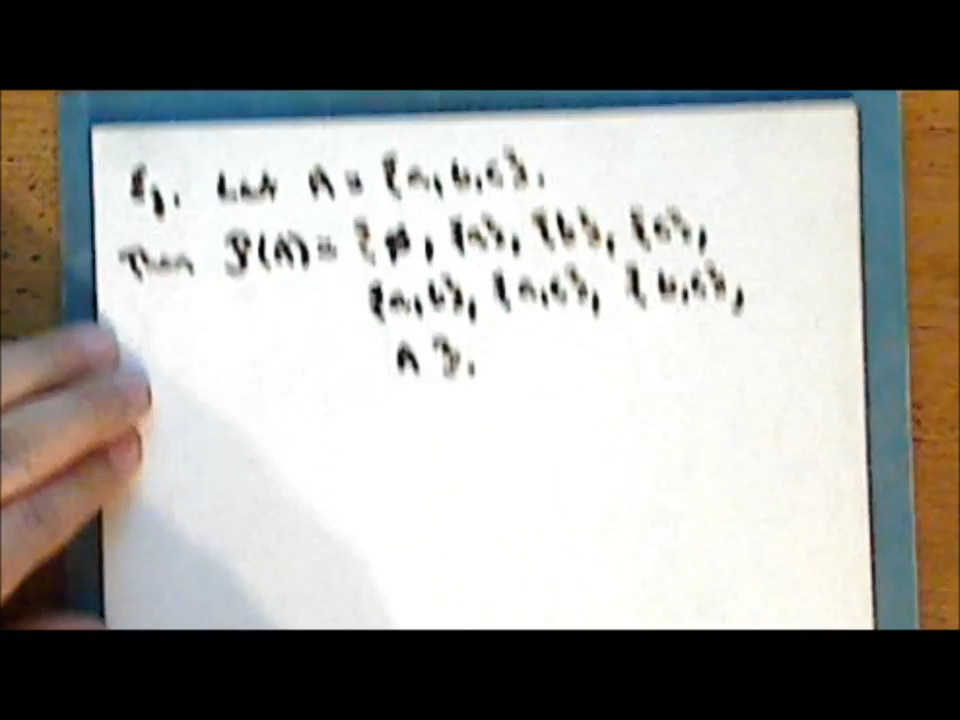 Eg. Let A = {a, b, c}.
Then P(A) = {ø, {a}, {b}, {c},
{a, b}, {a, c}, {b, c},
A}.